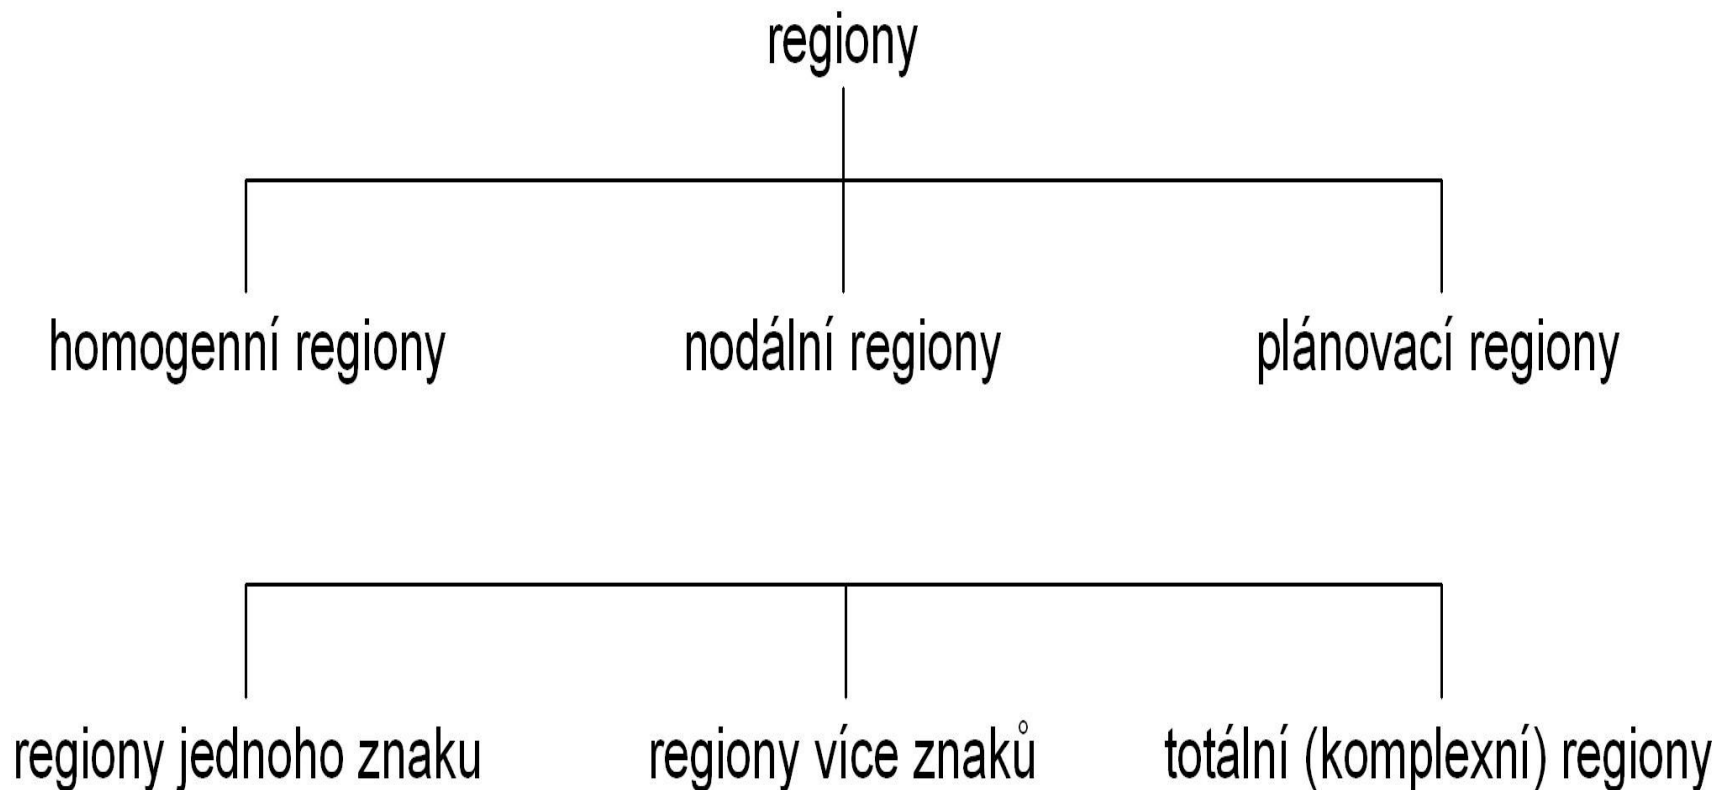 regiony
homogenní regiony
nodální regiony
plánovací regiony
regiony jednoho znaku
regiony více znaků
totální (komplexní) regiony